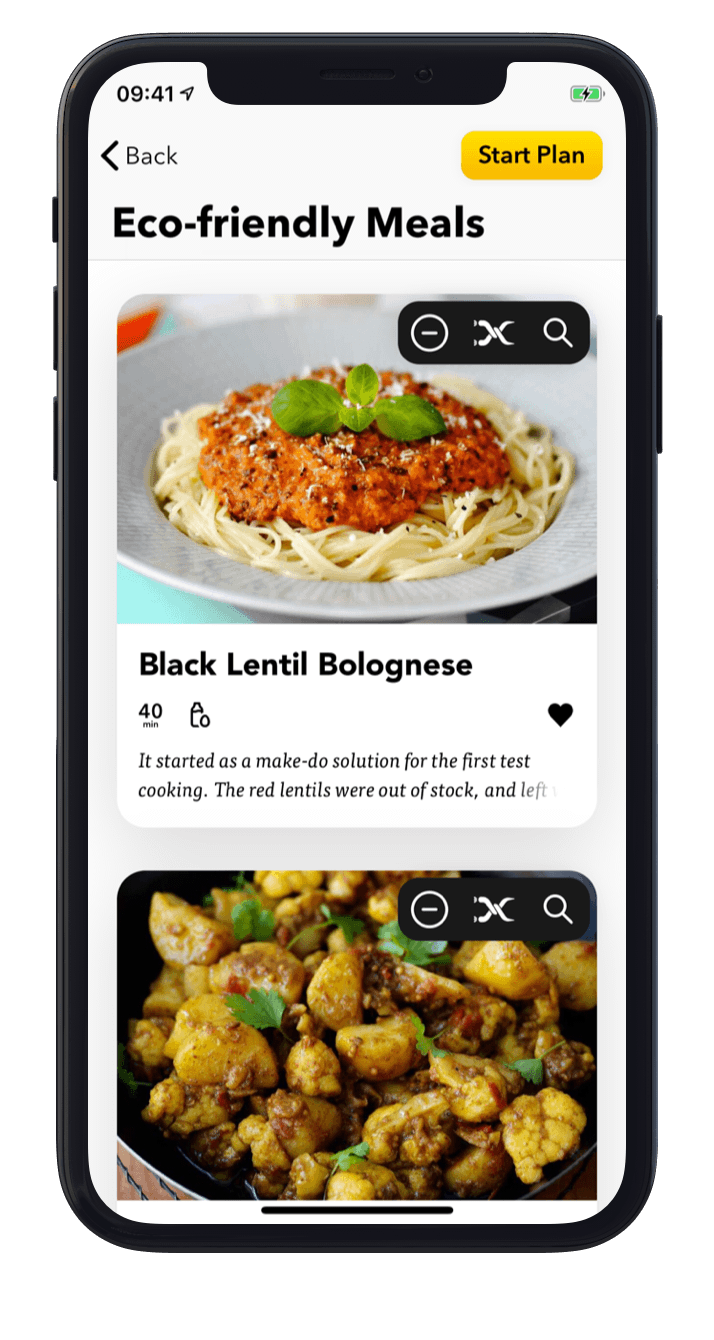 09:41
Back
Start Plan
Eco-friendly Meals
Black Lentil Bolognese
40
min
It started as a make-do solution for the first test
cooking. The red lentils were out of stock, and left